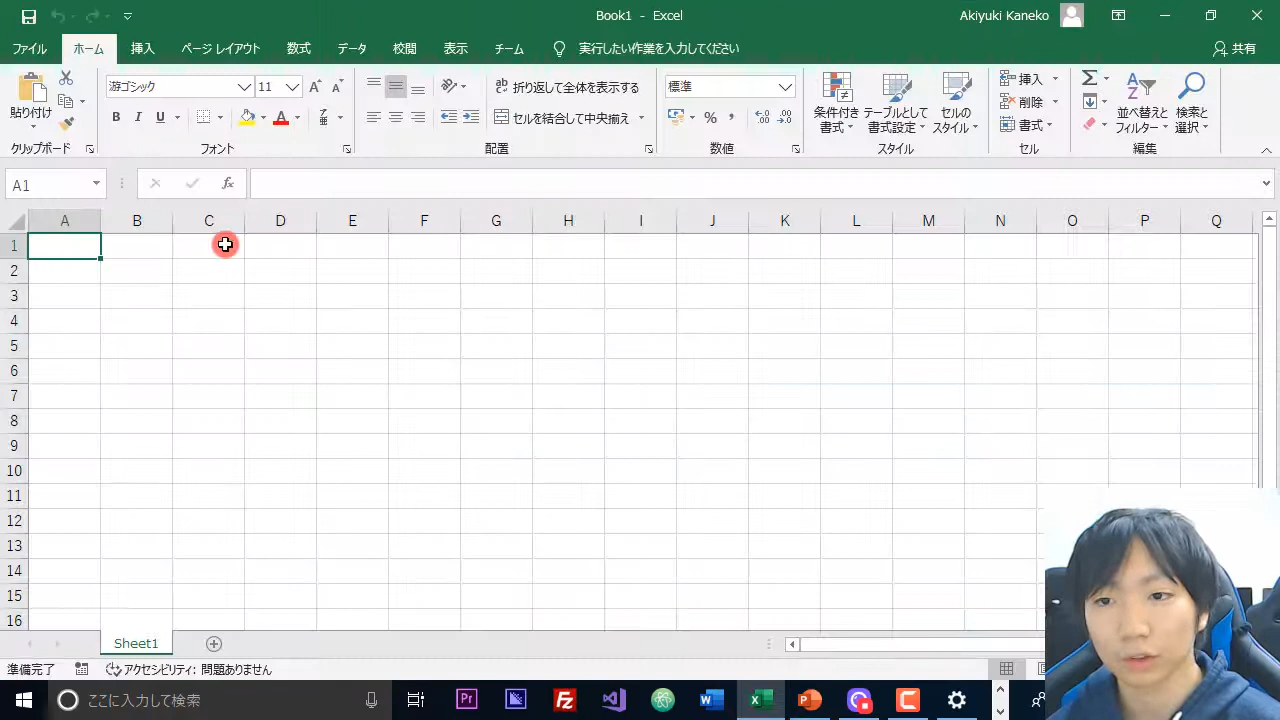 Book1 - Excel
Akiyuki Kaneko
ファイル ホーム 挿入 ページ レイアウト 数式 データ 校閲 表示 チーム 実行したい作業を入力してください 共有
貼り付け
游ゴシック 11
B I U
折り返して全体を表示する
セルを結合して中央揃え
標準
%
条件付き 書式
テーブルとして 書式設定
セルの スタイル
挿入
削除
書式
並べ替えと フィルター
検索と 選択
クリップボード フォント 配置 数値 スタイル セル 編集
A1 fx
A B C D E F G H I J K L M N O P Q
1
2
3
4
5
6
7
8
9
10
11
12
13
14
15
16
Sheet1
準備完了 アクセシビリティ: 問題ありません
ここに入力して検索